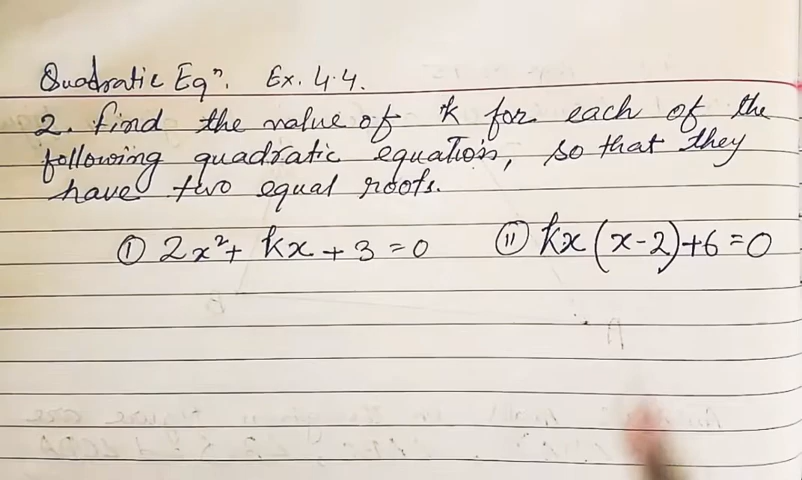 Quadratic Eqⁿ. Ex. 4.4.
2. find the value of k for each of the
following quadratic equation, so that they
have two equal roots.
(i) 2x² + kx + 3 = 0 (ii) kx(x-2)+6=0